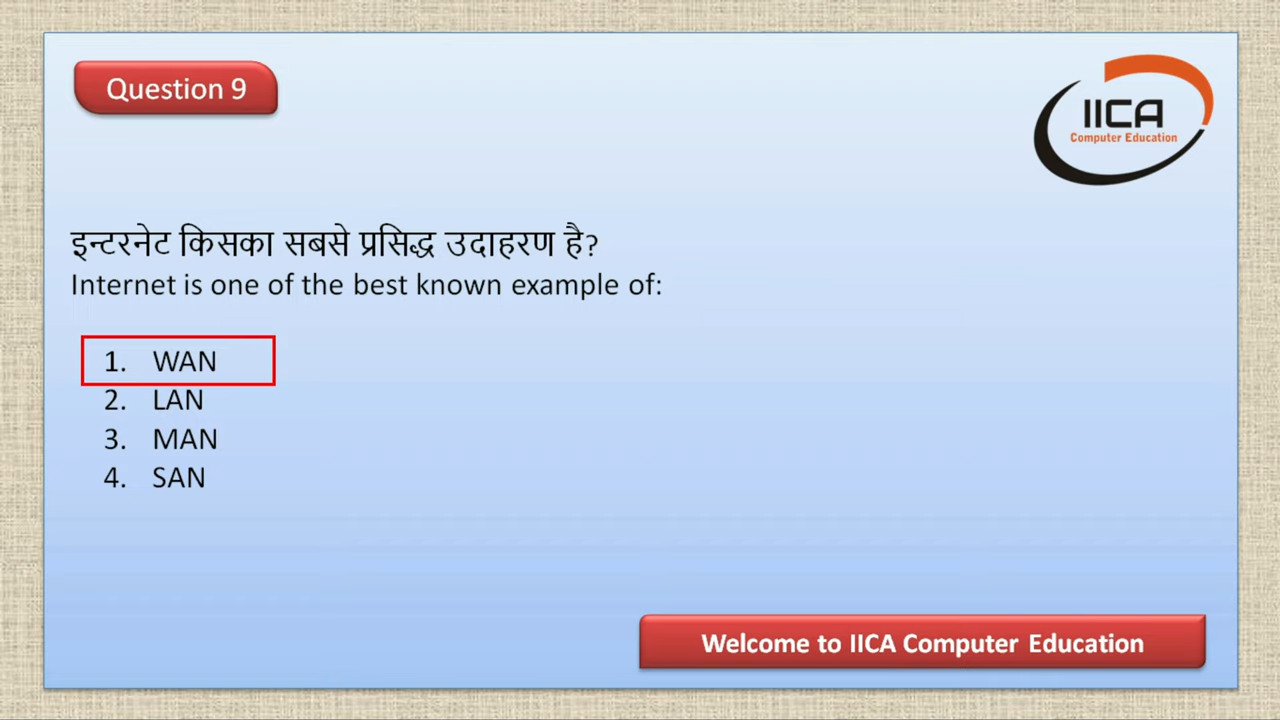 Question 9
IICA
Computer Education
इन्टरनेट किसका सबसे प्रसिद्ध उदाहरण है?
Internet is one of the best known example of:
1. WAN
2. LAN
3. MAN
4. SAN
Welcome to IICA Computer Education